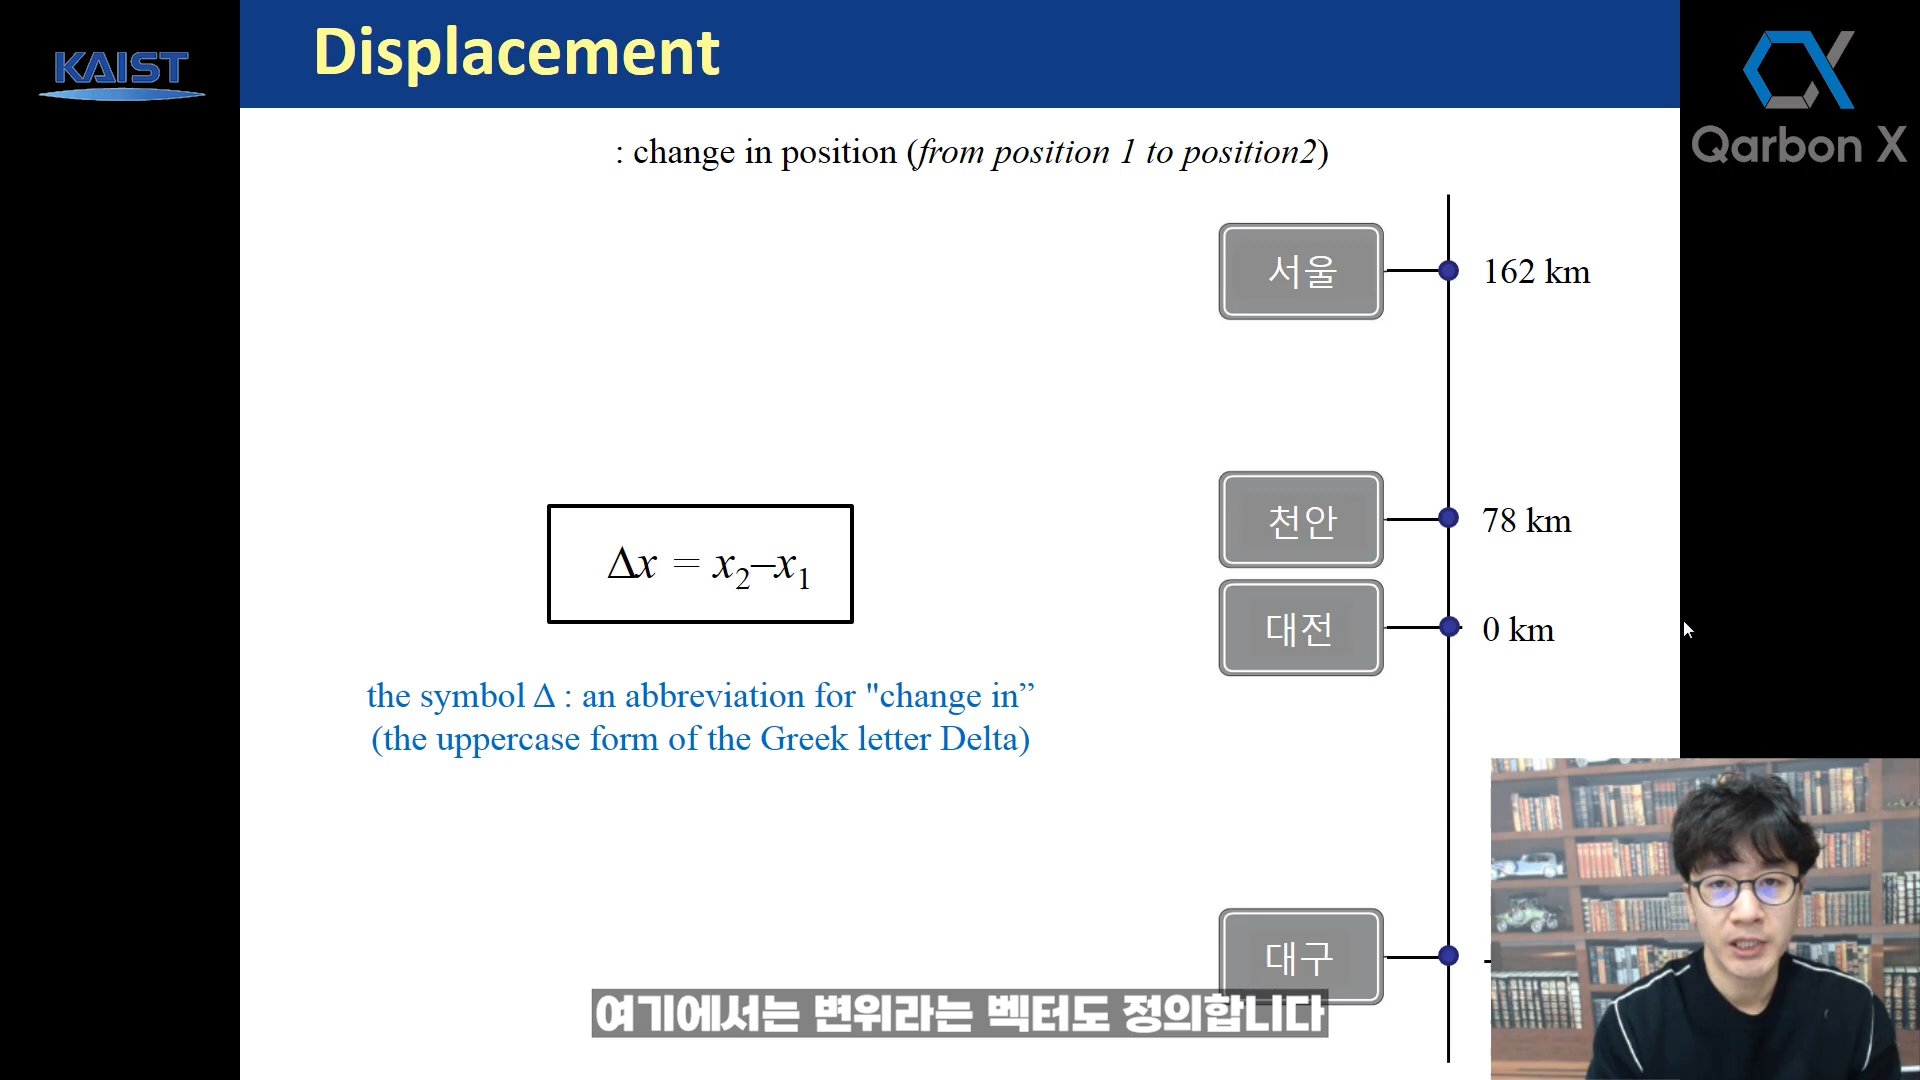 KAIST
Displacement
Qarbon X
: change in position (from position 1 to position2)
서울
162 km
천안
78 km
Δx = x2–x1
대전
0 km
the symbol Δ : an abbreviation for "change in”
(the uppercase form of the Greek letter Delta)
대구
-
여기에서는 변위라는 벡터도 정의합니다